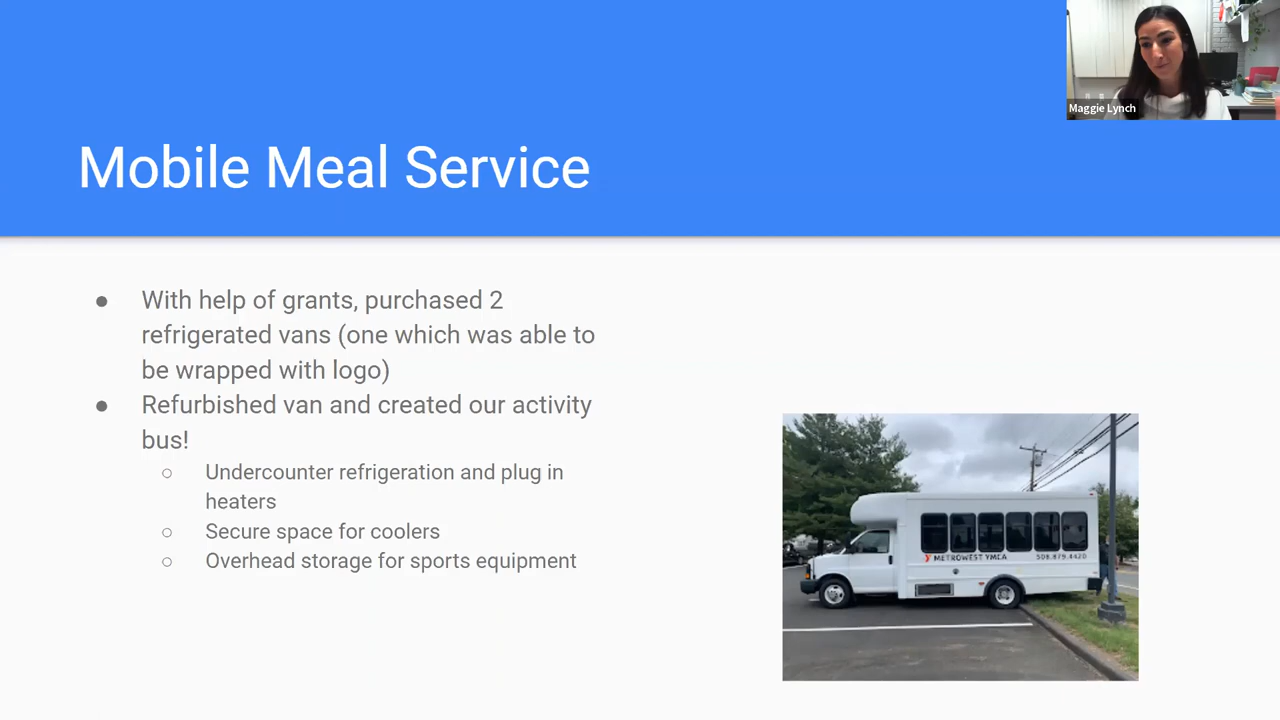 Maggie Lynch
Mobile Meal Service
● With help of grants, purchased 2
refrigerated vans (one which was able to
be wrapped with logo)
● Refurbished van and created our activity
bus!
○ Undercounter refrigeration and plug in
heaters
○ Secure space for coolers
○ Overhead storage for sports equipment
METROWEST YMCA 508.879.4420